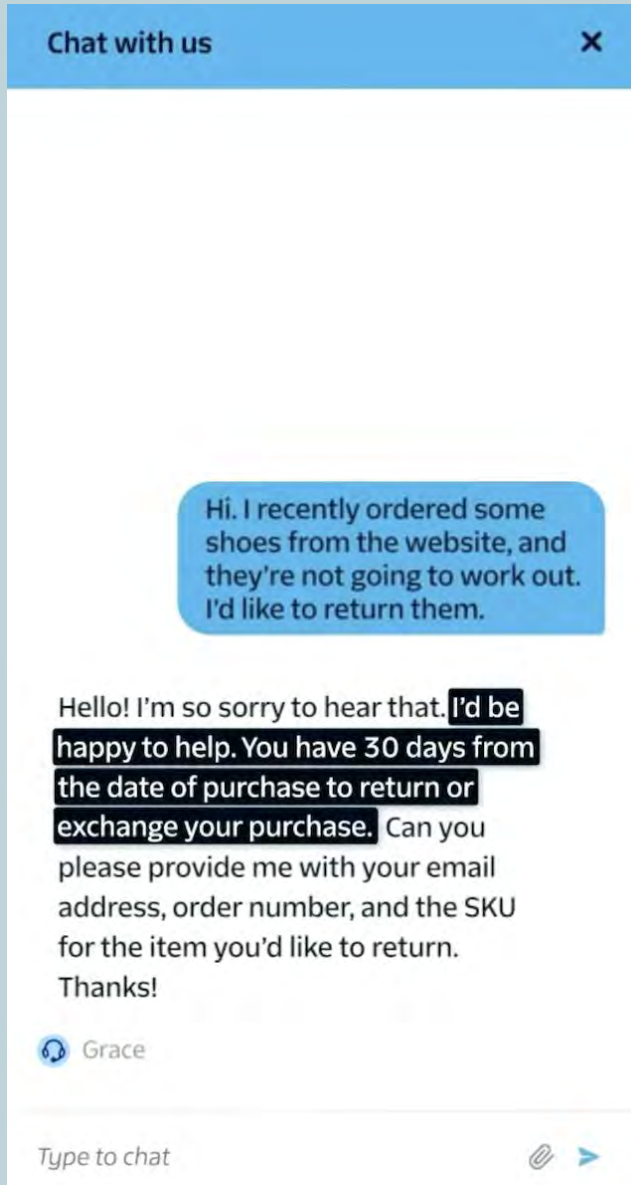 Chat with us
Hi. I recently ordered some
shoes from the website, and
they're not going to work out.
I'd like to return them.
Hello! I'm so sorry to hear that. I'd be
happy to help. You have 30 days from
the date of purchase to return or
exchange your purchase. Can you
please provide me with your email
address, order number, and the SKU
for the item you'd like to return.
Thanks!
Grace
Type to chat